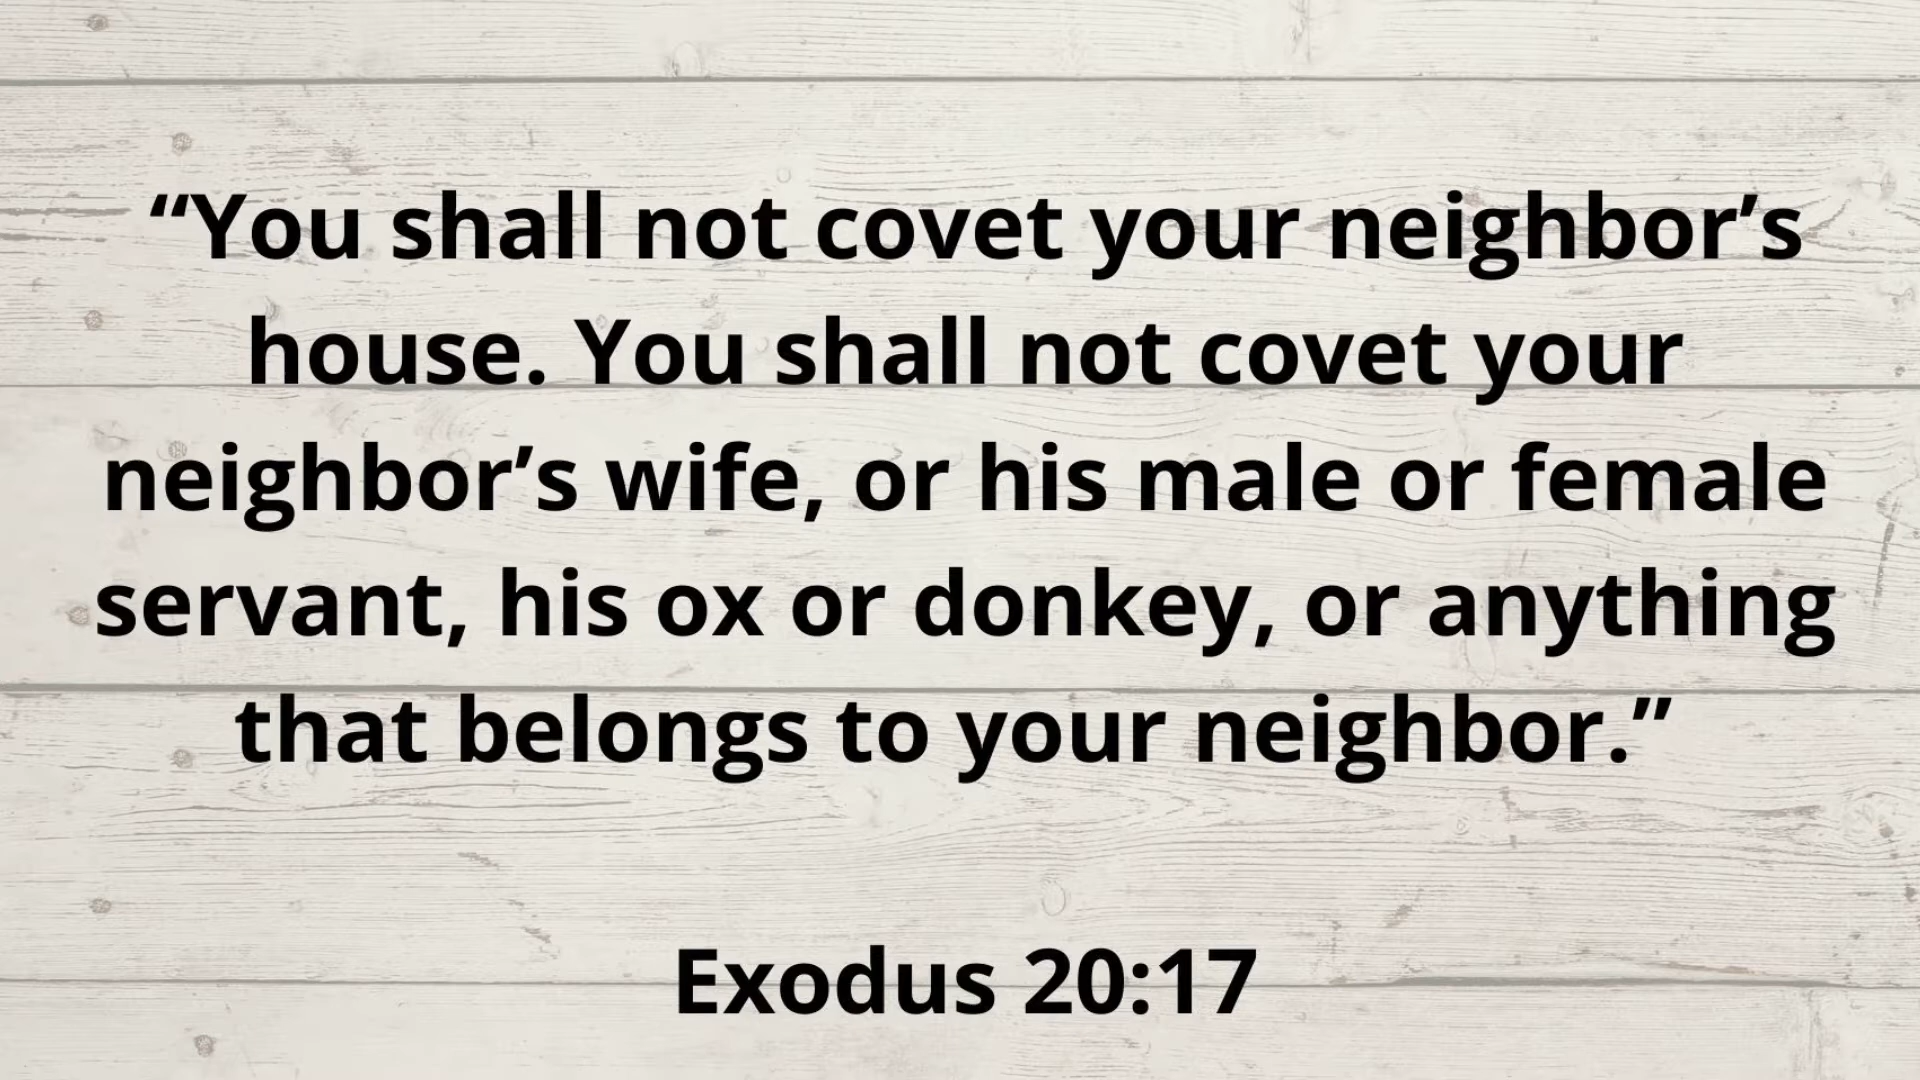 “You shall not covet your neighbor’s
house. You shall not covet your
neighbor’s wife, or his male or female
servant, his ox or donkey, or anything
that belongs to your neighbor.”
Exodus 20:17